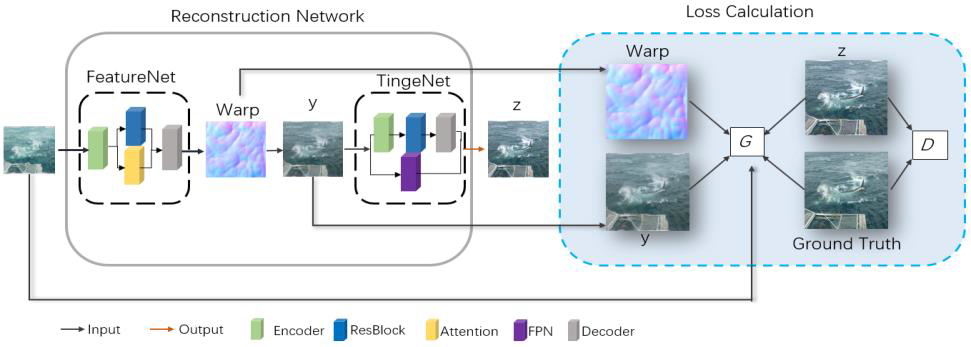 Reconstruction Network
Loss Calculation
FeatureNet
Warp
y
TingeNet
z
Warp
z
G
D
y
Ground Truth
Input
Output
Encoder
ResBlock
Attention
FPN
Decoder